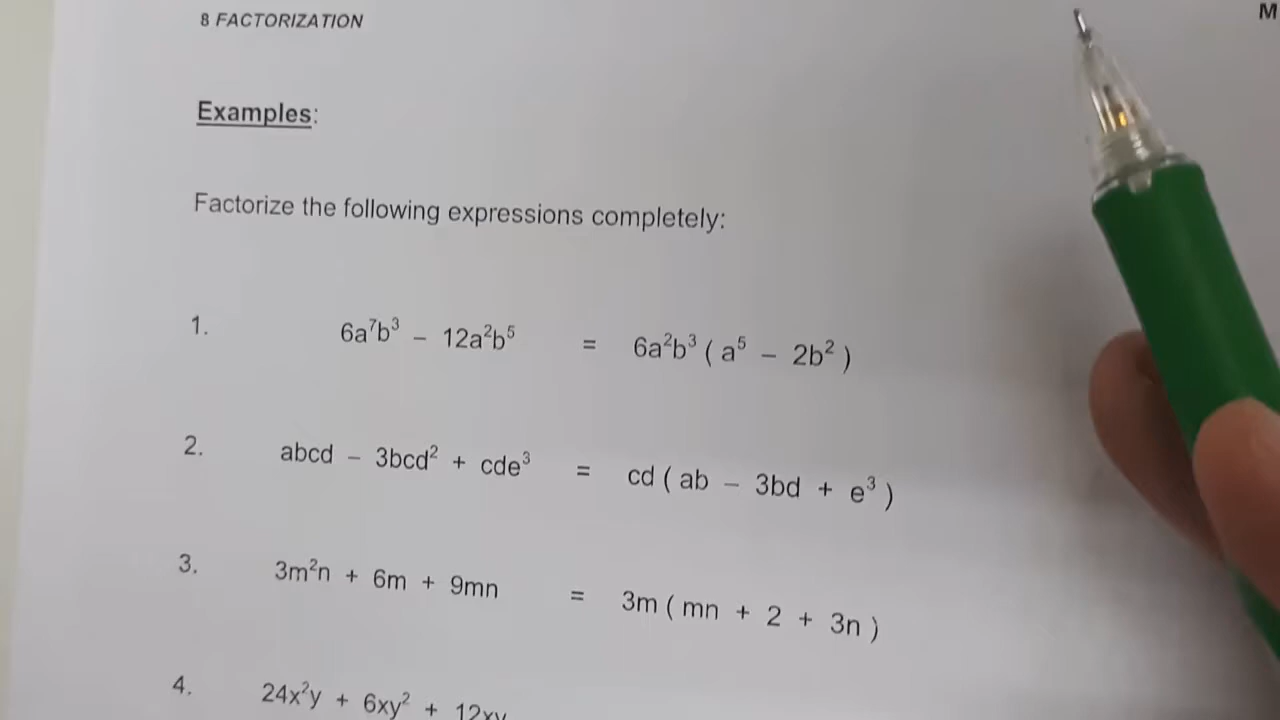 8 FACTORIZATION
M
Examples:
Factorize the following expressions completely:
1. 6a⁷b³ – 12a²b⁵ = 6a²b³ ( a⁵ – 2b² )
2. abcd – 3bcd² + cde³ = cd ( ab – 3bd + e³ )
3. 3m²n + 6m + 9mn = 3m ( mn + 2 + 3n )
4. 24x²y + 6xy² + 12xy